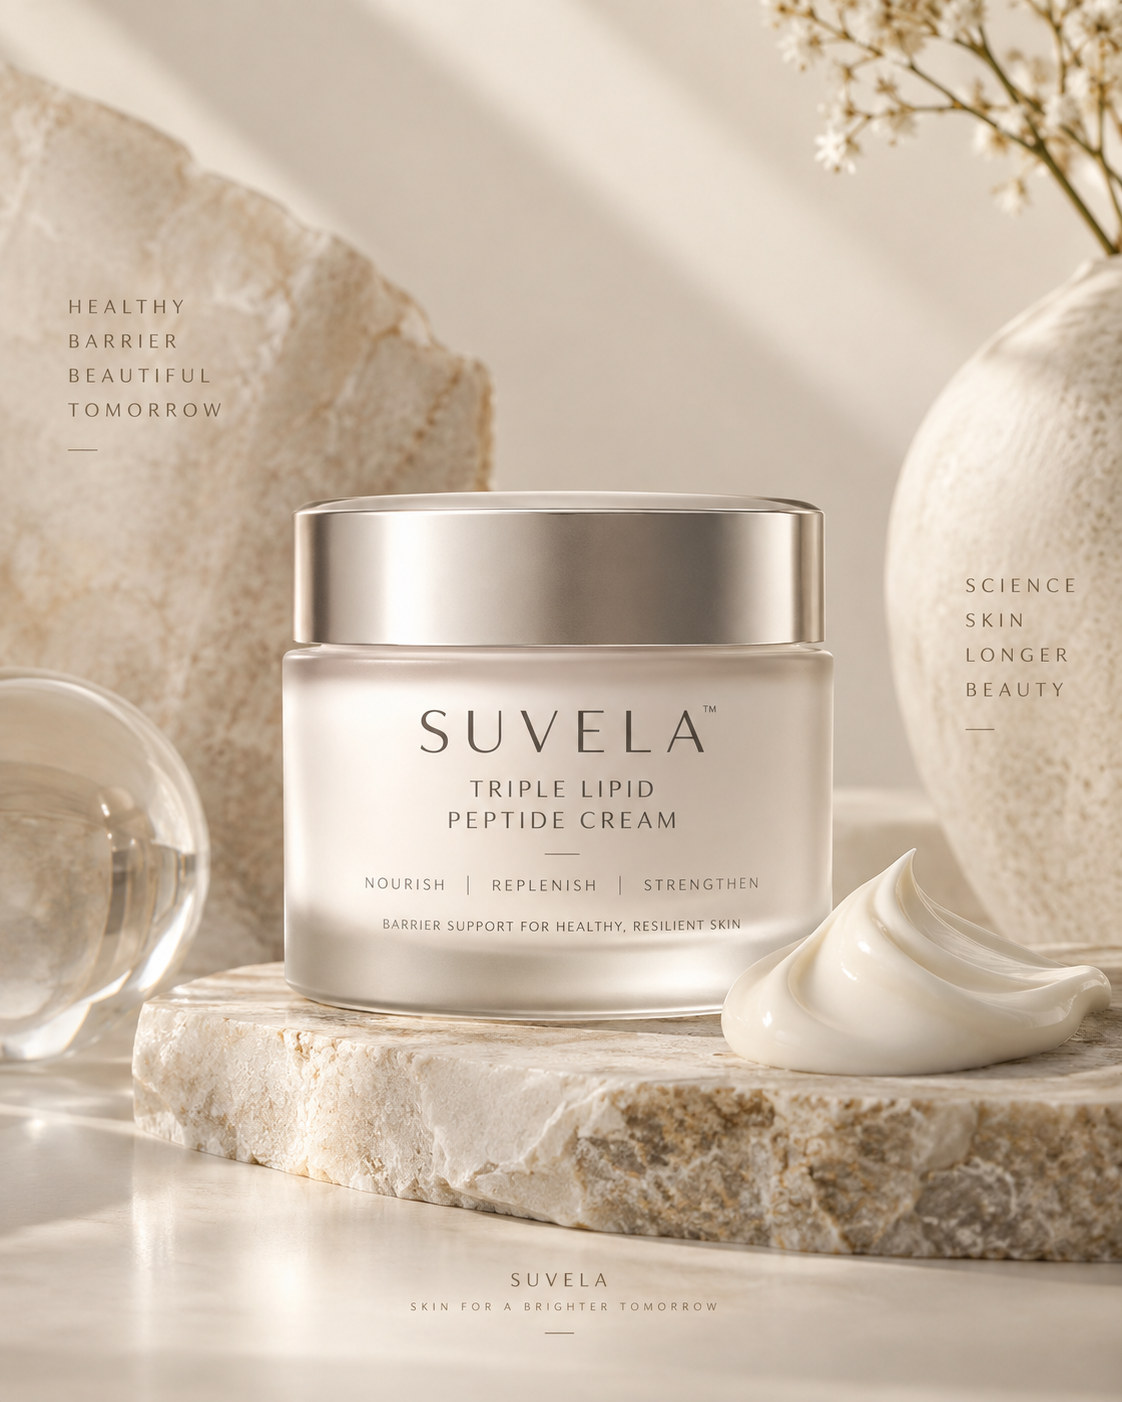 HEALTHY
BARRIER
BEAUTIFUL
TOMORROW
SCIENCE
SKIN
LONGER
BEAUTY
SUVELA™
TRIPLE LIPID
PEPTIDE CREAM
NOURISH | REPLENISH | STRENGTHEN
BARRIER SUPPORT FOR HEALTHY, RESILIENT SKIN
SUVELA
SKIN FOR A BRIGHTER TOMORROW